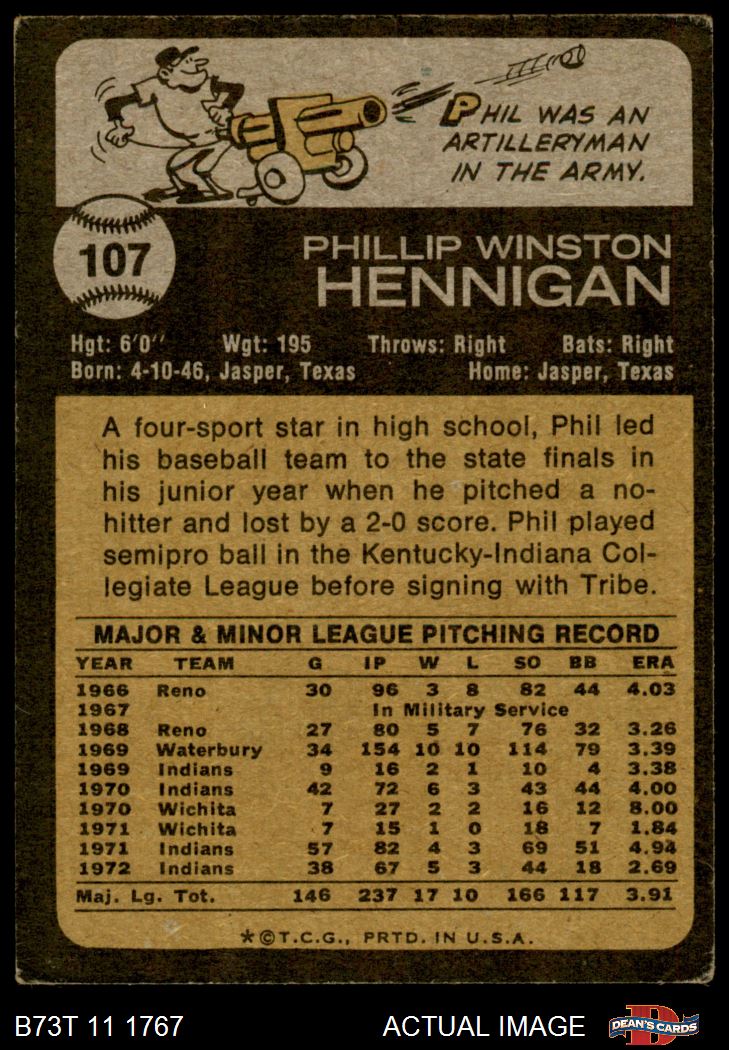 PHIL WAS AN
ARTILLERYMAN
IN THE ARMY.
107
PHILLIP WINSTON
HENNIGAN
Hgt: 6'0" Wgt: 195 Throws: Right Bats: Right
Born: 4-10-46, Jasper, Texas Home: Jasper, Texas
A four-sport star in high school, Phil led
his baseball team to the state finals in
his junior year when he pitched a no-
hitter and lost by a 2-0 score. Phil played
semipro ball in the Kentucky-Indiana Col-
legiate League before signing with Tribe.
MAJOR & MINOR LEAGUE PITCHING RECORD
YEAR TEAM G IP W L SO BB ERA
1966 Reno 30 96 3 8 82 44 4.03
1967 In Military Service
1968 Reno 27 80 5 7 76 32 3.26
1969 Waterbury 34 154 10 10 114 79 3.39
1969 Indians 9 16 2 1 10 4 3.38
1970 Indians 42 72 6 3 43 44 4.00
1970 Wichita 7 27 2 2 16 12 8.00
1971 Wichita 7 15 1 0 18 7 1.84
1971 Indians 57 82 4 3 69 51 4.94
1972 Indians 38 67 5 3 44 18 2.69
Maj. Lg. Tot. 146 237 17 10 166 117 3.91
*©T.C.G., PRTD. IN U.S.A.
B73T 11 1767 ACTUAL IMAGE D DEAN'S CARDS